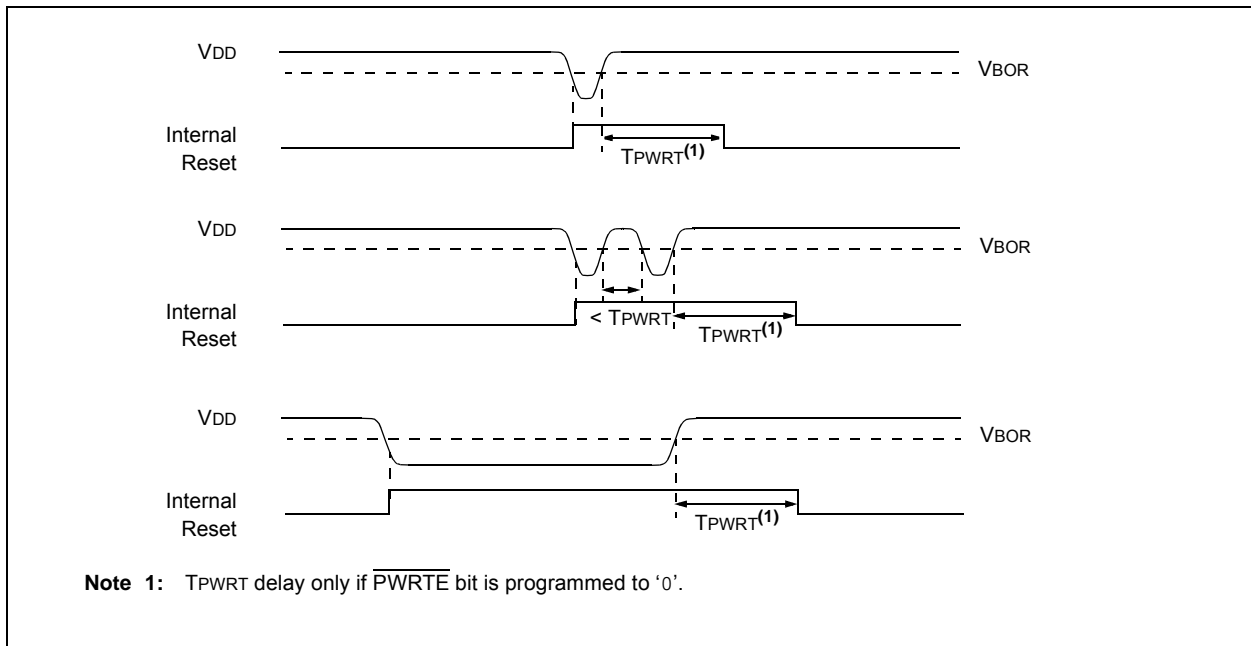 VDD
VBOR
Internal
Reset
TPWRT(1)
VDD
VBOR
Internal
Reset
< TPWRT
TPWRT(1)
VDD
VBOR
Internal
Reset
TPWRT(1)
Note 1: TPWRT delay only if PWRTE bit is programmed to ‘0’.